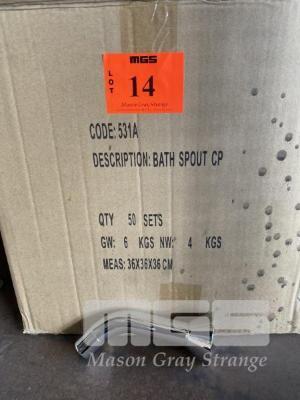 MGS
LOT
14
Mason Gray Strange
CODE: 531A
DESCRIPTION: BATH SPOUT CP
QTY 50 SETS
GW: 6 KGS NW: 4 KGS
MEAS: 36X36X36 CM
MGS
Mason Gray Strange